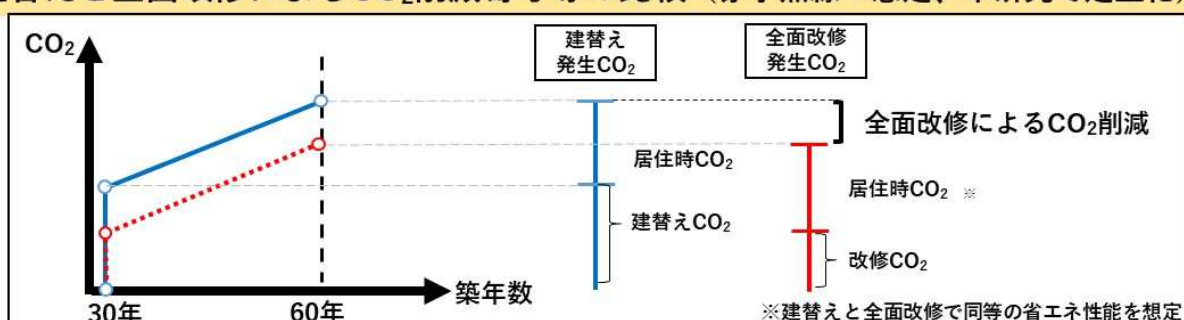 CO₂
建替え
発生CO₂
全面改修
発生CO₂
全面改修によるCO₂削減
居住時CO₂
居住時CO₂ ※
建替えCO₂
改修CO₂
築年数
30年
60年
※建替えと全面改修で同等の省エネ性能を想定